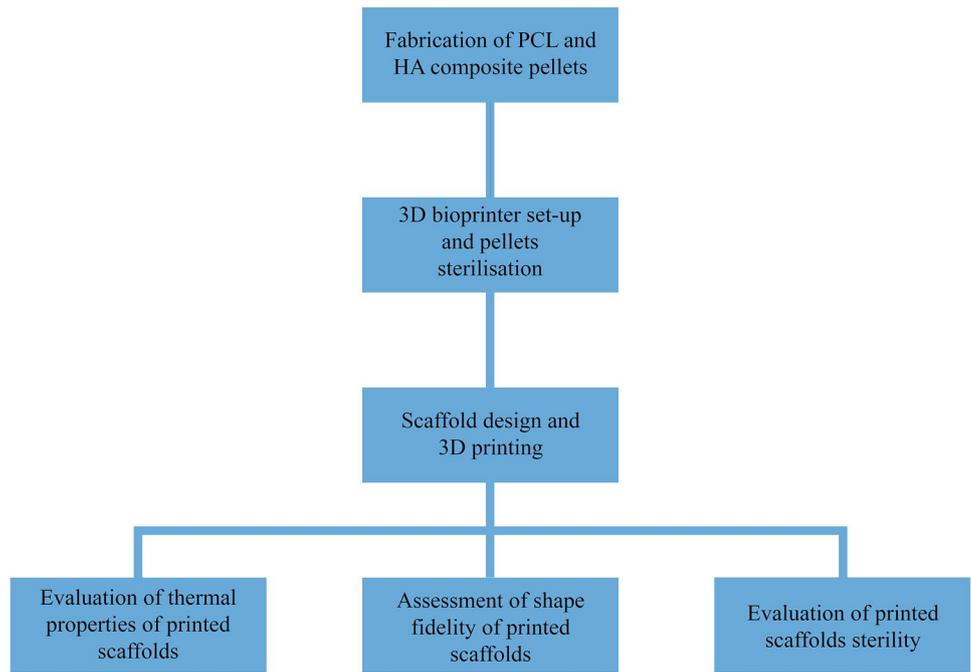 Fabrication of PCL and
HA composite pellets
3D bioprinter set-up
and pellets
sterilisation
Scaffold design and
3D printing
Evaluation of thermal
properties of printed
scaffolds
Assessment of shape
fidelity of printed
scaffolds
Evaluation of printed
scaffolds sterility